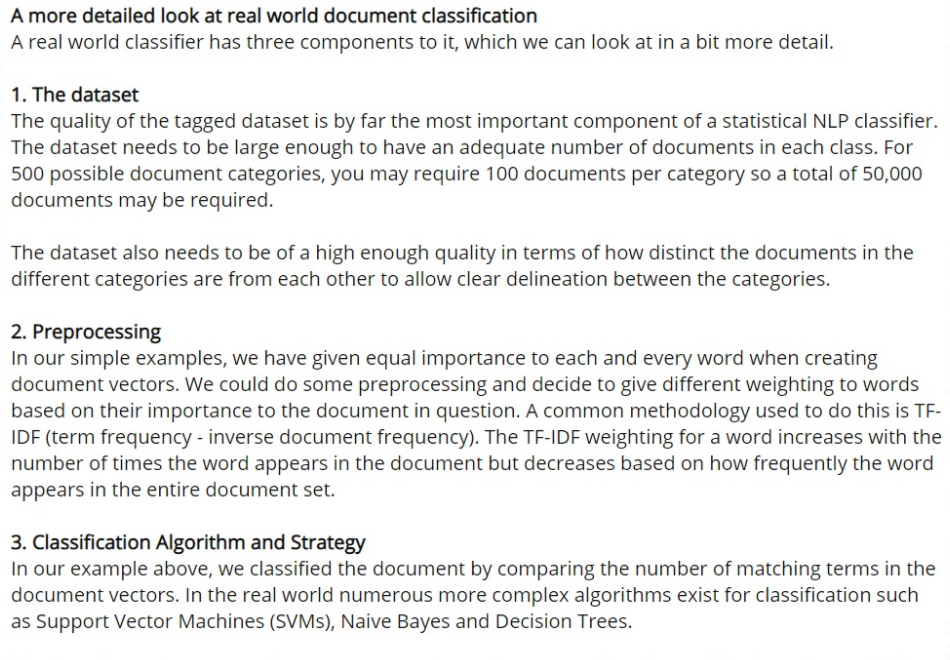 A more detailed look at real world document classification
A real world classifier has three components to it, which we can look at in a bit more detail.
1. The dataset
The quality of the tagged dataset is by far the most important component of a statistical NLP classifier.
The dataset needs to be large enough to have an adequate number of documents in each class. For
500 possible document categories, you may require 100 documents per category so a total of 50,000
documents may be required.
The dataset also needs to be of a high enough quality in terms of how distinct the documents in the
different categories are from each other to allow clear delineation between the categories.
2. Preprocessing
In our simple examples, we have given equal importance to each and every word when creating
document vectors. We could do some preprocessing and decide to give different weighting to words
based on their importance to the document in question. A common methodology used to do this is TF-
IDF (term frequency - inverse document frequency). The TF-IDF weighting for a word increases with the
number of times the word appears in the document but decreases based on how frequently the word
appears in the entire document set.
3. Classification Algorithm and Strategy
In our example above, we classified the document by comparing the number of matching terms in the
document vectors. In the real world numerous more complex algorithms exist for classification such
as Support Vector Machines (SVMs), Naive Bayes and Decision Trees.